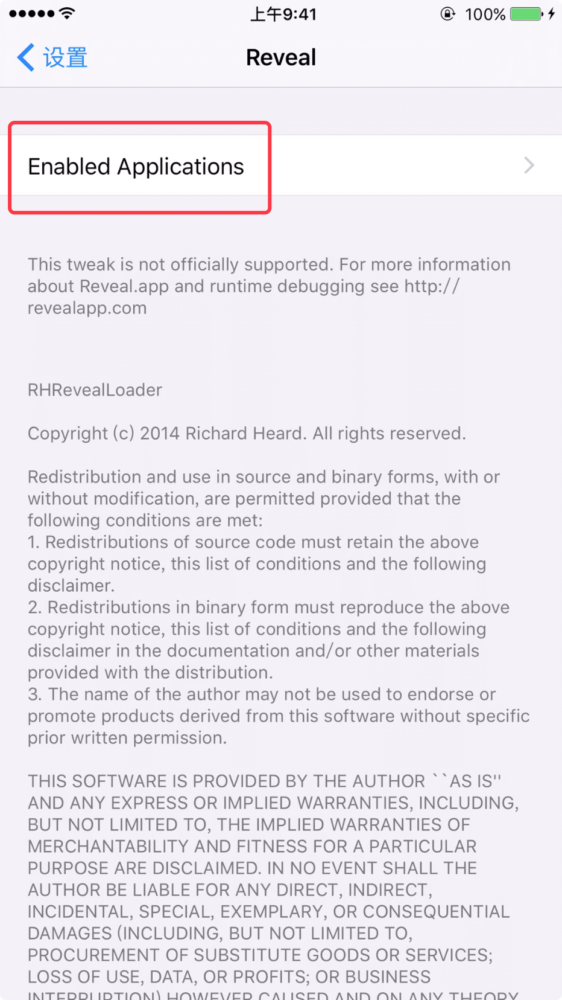 上午9:41
100%
设置
Reveal
Enabled Applications
This tweak is not officially supported. For more information
about Reveal.app and runtime debugging see http://
revealapp.com
RHRevealLoader
Copyright (c) 2014 Richard Heard. All rights reserved.
Redistribution and use in source and binary forms, with or
without modification, are permitted provided that the
following conditions are met:
1. Redistributions of source code must retain the above
copyright notice, this list of conditions and the following
disclaimer.
2. Redistributions in binary form must reproduce the above
copyright notice, this list of conditions and the following
disclaimer in the documentation and/or other materials
provided with the distribution.
3. The name of the author may not be used to endorse or
promote products derived from this software without specific
prior written permission.
THIS SOFTWARE IS PROVIDED BY THE AUTHOR ``AS IS''
AND ANY EXPRESS OR IMPLIED WARRANTIES, INCLUDING,
BUT NOT LIMITED TO, THE IMPLIED WARRANTIES OF
MERCHANTABILITY AND FITNESS FOR A PARTICULAR
PURPOSE ARE DISCLAIMED. IN NO EVENT SHALL THE
AUTHOR BE LIABLE FOR ANY DIRECT, INDIRECT,
INCIDENTAL, SPECIAL, EXEMPLARY, OR CONSEQUENTIAL
DAMAGES (INCLUDING, BUT NOT LIMITED TO,
PROCUREMENT OF SUBSTITUTE GOODS OR SERVICES;
LOSS OF USE, DATA, OR PROFITS; OR BUSINESS
INTERRUPTION) HOWEVER CAUSED AND ON ANY THEORY